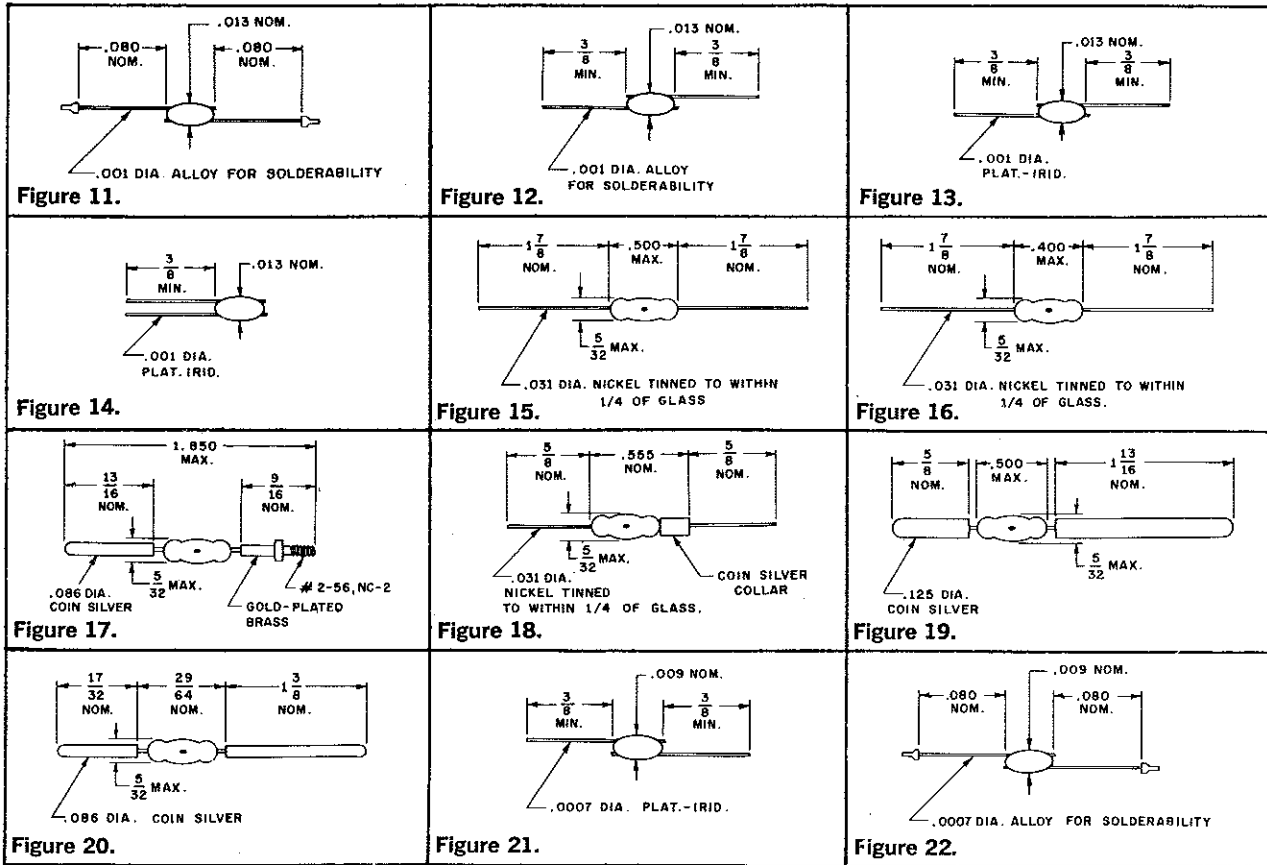 .013 NOM.
.080 NOM.
.080 NOM.
.001 DIA. ALLOY FOR SOLDERABILITY
Figure 11.
.013 NOM.
3/8 MIN.
3/8 MIN.
.001 DIA. ALLOY
FOR SOLDERABILITY
Figure 12.
.013 NOM.
3/8 MIN.
3/8 MIN.
.001 DIA.
PLAT.-IRID.
Figure 13.
3/8 MIN.
.013 NOM.
.001 DIA.
PLAT.-IRID.
Figure 14.
1 7/8 NOM.
.500 MAX.
1 7/8 NOM.
5/32 MAX.
.031 DIA. NICKEL TINNED TO WITHIN
1/4 OF GLASS
Figure 15.
1 7/8 NOM.
.400 MAX.
1 7/8 NOM.
5/32 MAX.
.031 DIA. NICKEL TINNED TO WITHIN
1/4 OF GLASS.
Figure 16.
1.850 MAX.
13/16 NOM.
9/16 NOM.
5/32 MAX.
.086 DIA.
COIN SILVER
#2-56, NC-2
GOLD-PLATED
BRASS
Figure 17.
5/8 NOM.
.555 NOM.
5/8 NOM.
5/32 MAX.
.031 DIA.
NICKEL TINNED
TO WITHIN 1/4 OF GLASS.
COIN SILVER
COLLAR
Figure 18.
5/8 NOM.
.500 MAX.
1 13/16 NOM.
5/32 MAX.
.125 DIA.
COIN SILVER
Figure 19.
17/32 NOM.
29/64 NOM.
1 3/8 NOM.
5/32 MAX.
.086 DIA. COIN SILVER
Figure 20.
.009 NOM.
3/8 MIN.
3/8 MIN.
.0007 DIA. PLAT.-IRID.
Figure 21.
.009 NOM.
.080 NOM.
.080 NOM.
.0007 DIA. ALLOY FOR SOLDERABILITY
Figure 22.